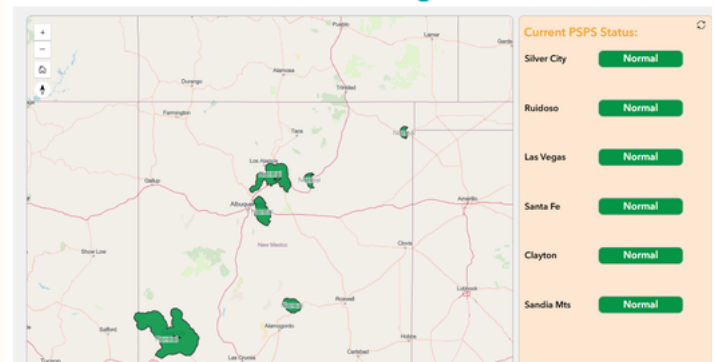 Current PSPS Status:
Silver City Normal
Ruidoso Normal
Las Vegas Normal
Santa Fe Normal
Clayton Normal
Sandia Mts Normal
+
−
Pueblo
Lamar
Durango
Alamosa
Trinidad
Farmington
Taos
Los Alamos
Gallup
Amarillo
New Mexico
Clovis
Show Low
Lubbock
Roswell
Safford
Alamogordo
Hobbs
Las Cruces
Carlsbad